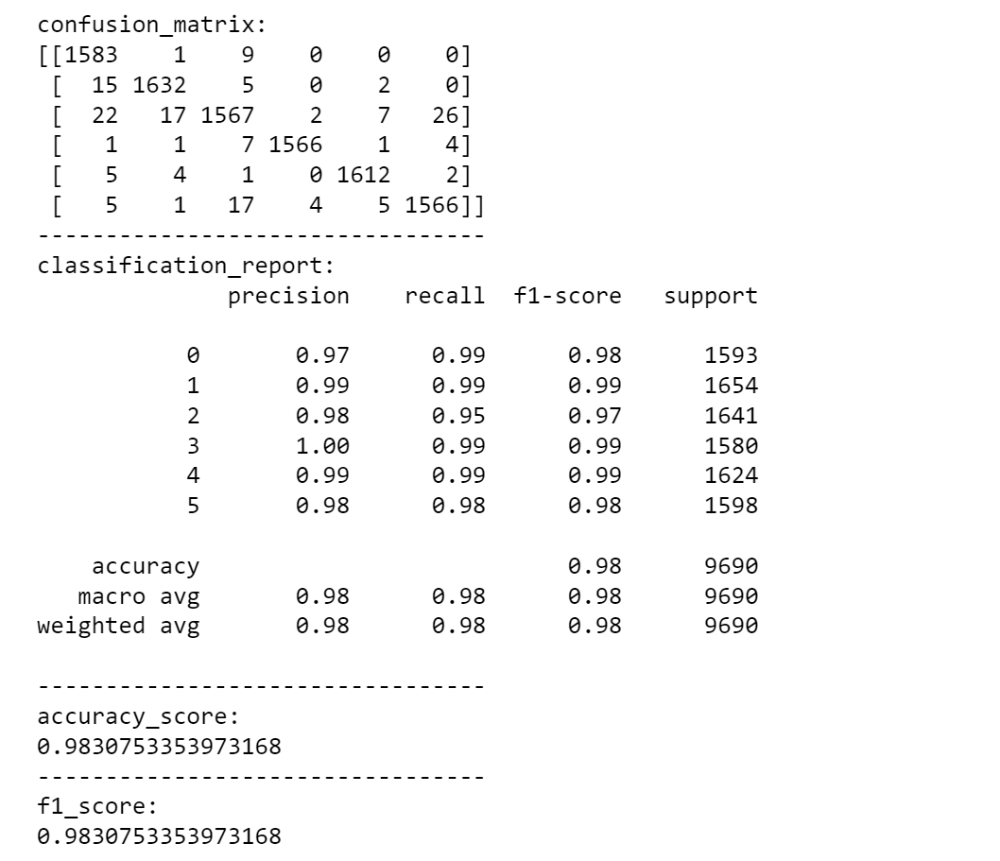 confusion_matrix:
[[1583    1    9    0    0    0]
 [  15 1632    5    0    2    0]
 [  22   17 1567    2    7   26]
 [   1    1    7 1566    1    4]
 [   5    4    1    0 1612    2]
 [   5    1   17    4    5 1566]]
---------------------------------
classification_report:
              precision    recall  f1-score   support
           0       0.97      0.99      0.98      1593
           1       0.99      0.99      0.99      1654
           2       0.98      0.95      0.97      1641
           3       1.00      0.99      0.99      1580
           4       0.99      0.99      0.99      1624
           5       0.98      0.98      0.98      1598
    accuracy                           0.98      9690
   macro avg       0.98      0.98      0.98      9690
weighted avg       0.98      0.98      0.98      9690
---------------------------------
accuracy_score:
0.9830753353973168
---------------------------------
f1_score:
0.9830753353973168